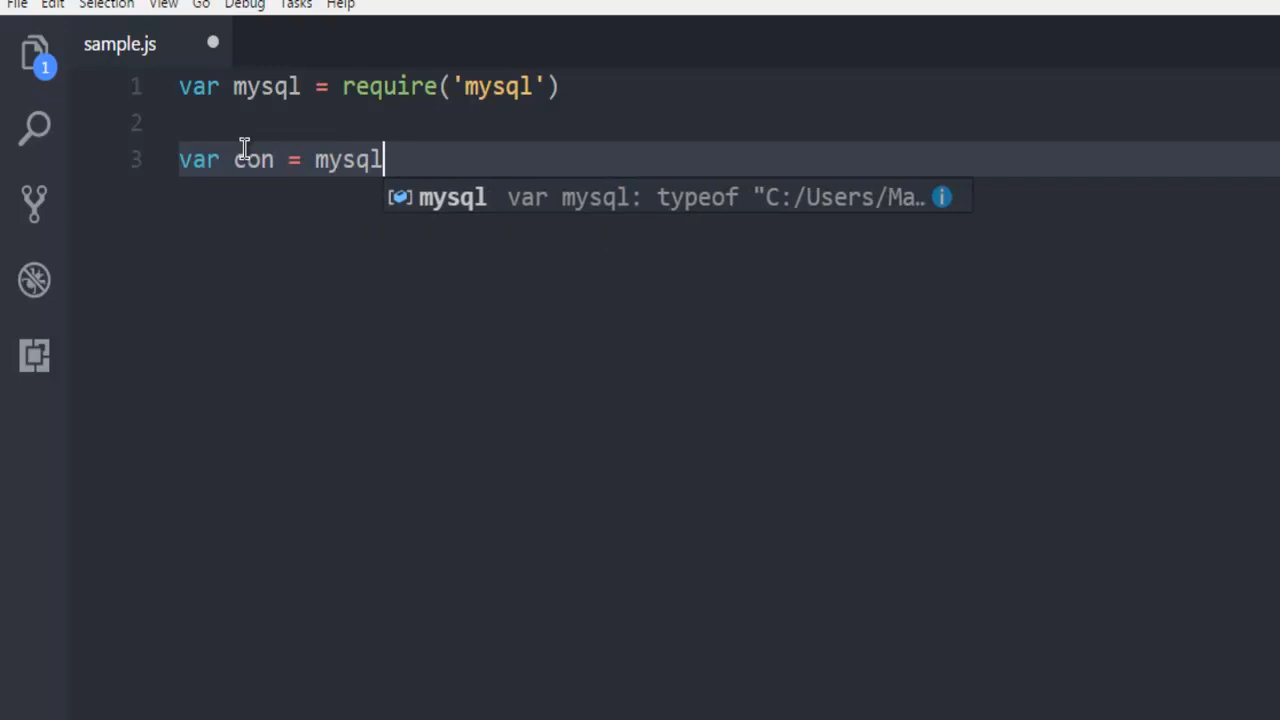 File Edit Selection View Go Debug Tasks Help
sample.js
1
1 var mysql = require('mysql')
2
3 var con = mysql
mysql var mysql: typeof "C:/Users/Ma..